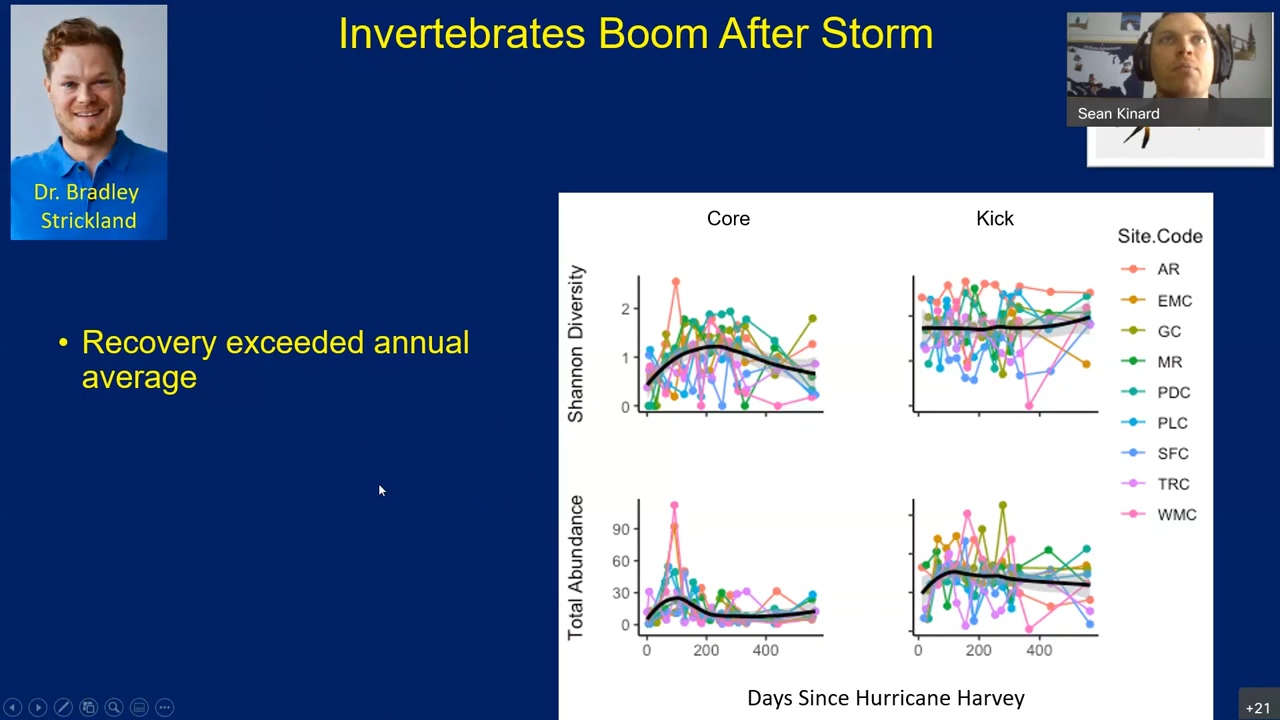 Invertebrates Boom After Storm
Sean Kinard
Dr. Bradley
Strickland
• Recovery exceeded annual
average
Core
Kick
Site.Code
AR
EMC
GC
MR
PDC
PLC
SFC
TRC
WMC
Shannon Diversity
2
1
0
Total Abundance
90
60
30
0
0 200 400
0 200 400
Days Since Hurricane Harvey
+21